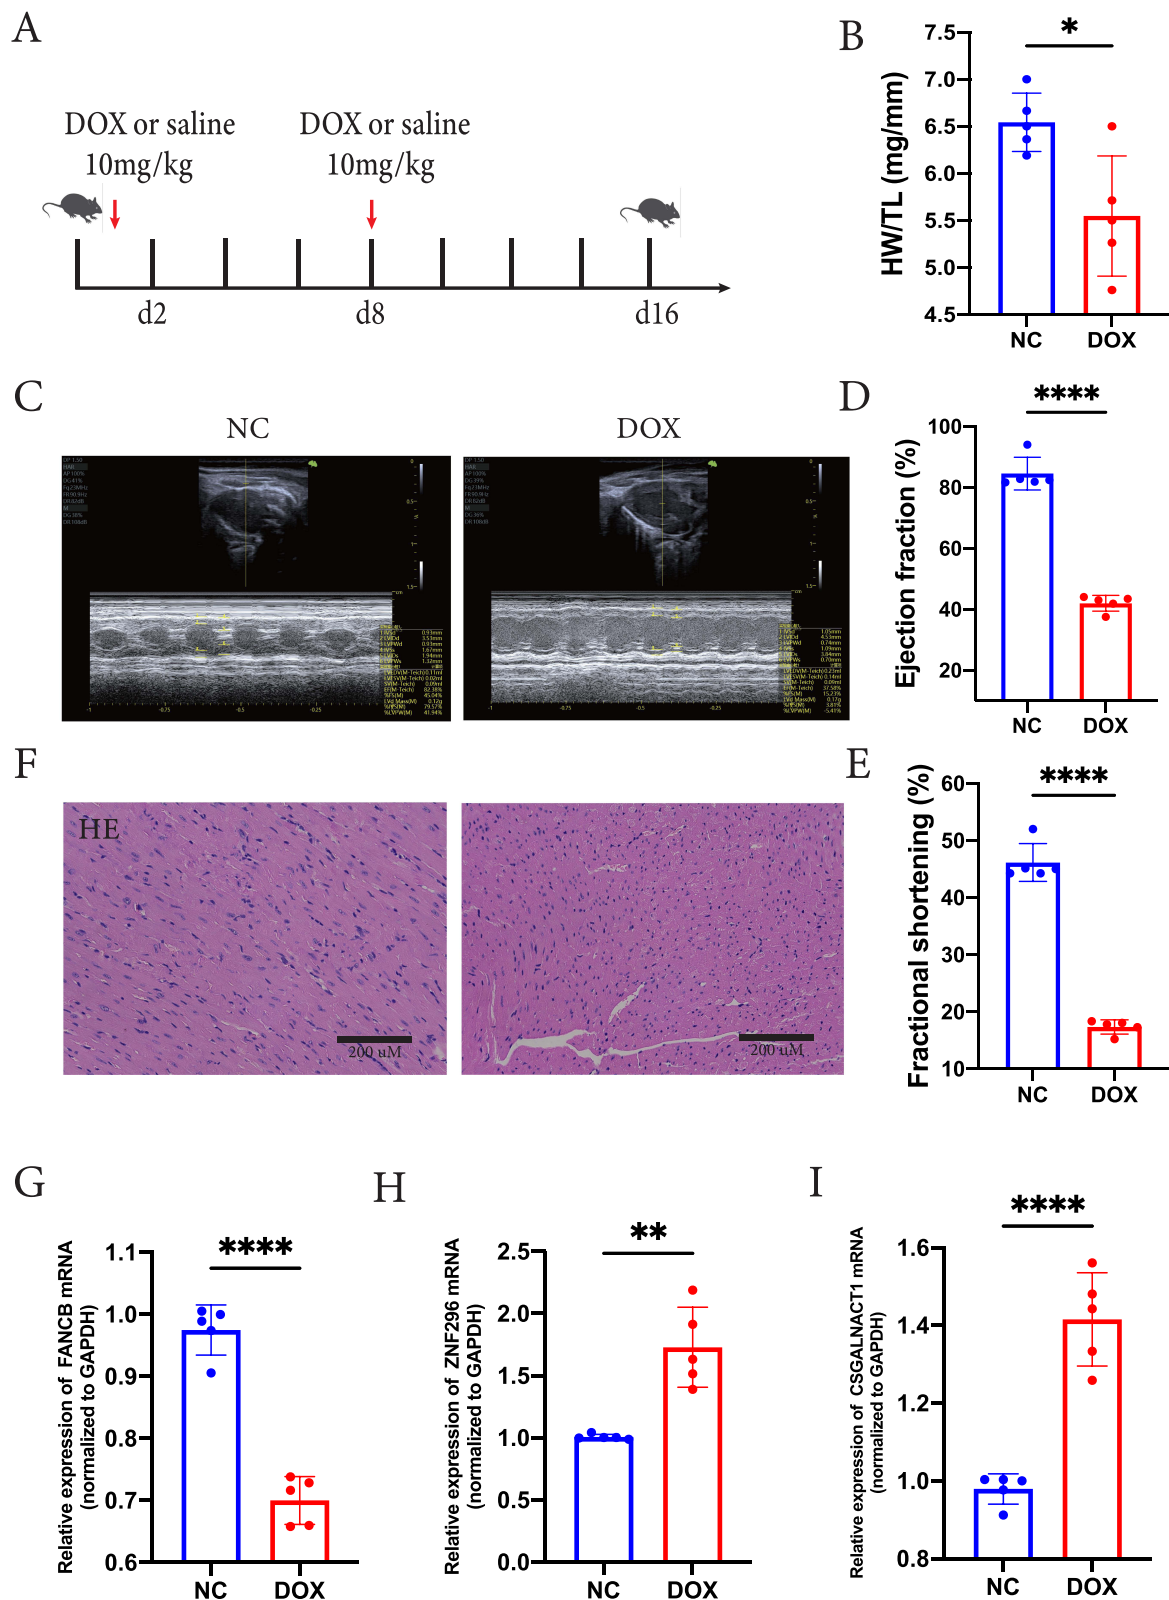 A
DOX or saline
10mg/kg
DOX or saline
10mg/kg
d2
d8
d16
B
HW/TL (mg/mm)
7.5
7.0
6.5
6.0
5.5
5.0
4.5
*
NC
DOX
C
NC
DOX
D
Ejection fraction (%)
100
80
60
40
20
****
NC
DOX
E
Fractional shortening (%)
60
50
40
30
20
10
****
NC
DOX
F
HE
200 uM
200 uM
G
Relative expression of FANCB mRNA
(normalized to GAPDH)
1.1
1.0
0.9
0.8
0.7
0.6
****
NC
DOX
H
Relative expression of ZNF296 mRNA
(normalized to GAPDH)
2.5
2.0
1.5
1.0
0.5
0.0
**
NC
DOX
I
Relative expression of CSGALNACT1 mRNA
(normalized to GAPDH)
1.6
1.4
1.2
1.0
0.8
****
NC
DOX